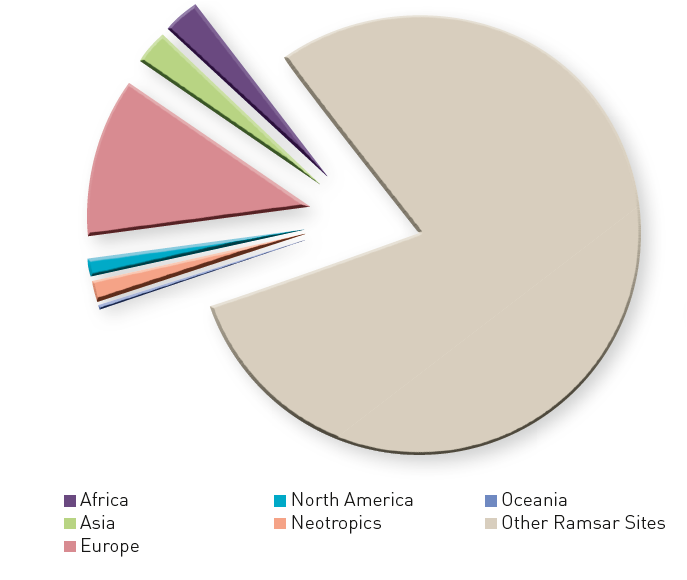 Africa
Asia
Europe
North America
Neotropics
Oceania
Other Ramsar Sites